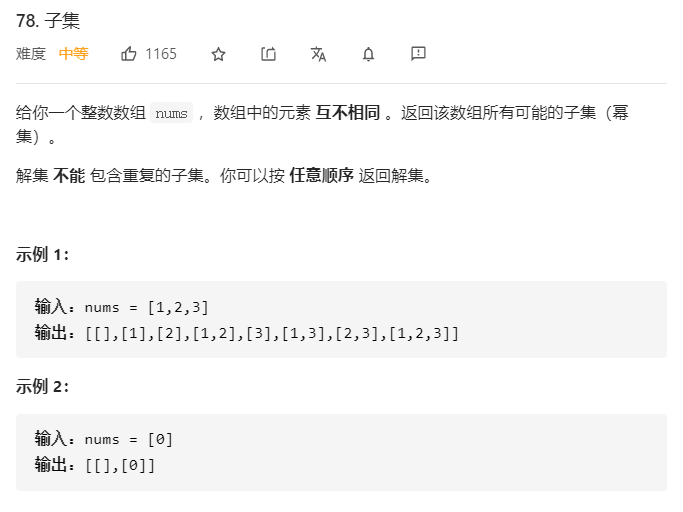 78. 子集
难度 中等 1165
给你一个整数数组 nums ，数组中的元素 互不相同 。返回该数组所有可能的子集（幂
集）。
解集 不能 包含重复的子集。你可以按 任意顺序 返回解集。
示例 1：
输入：nums = [1,2,3]
输出：[[],[1],[2],[1,2],[3],[1,3],[2,3],[1,2,3]]
示例 2：
输入：nums = [0]
输出：[[],[0]]